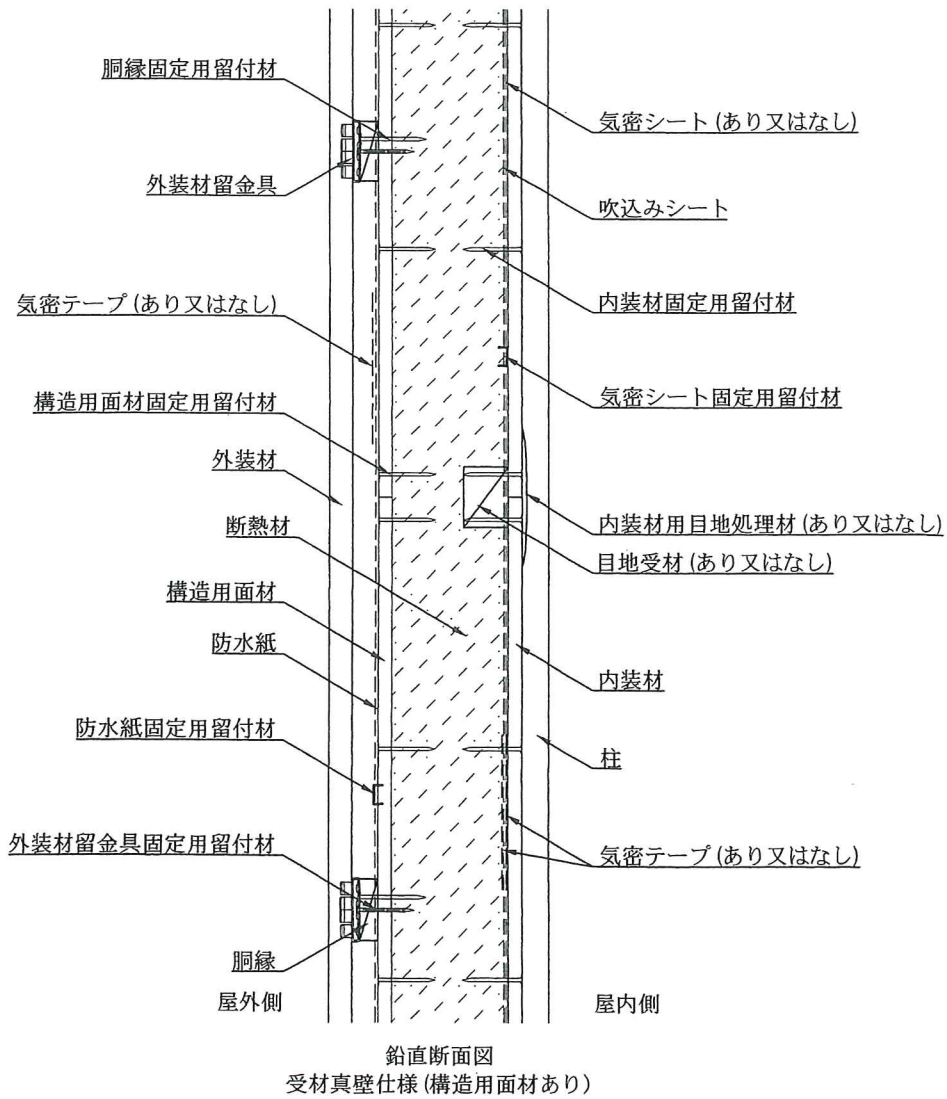 胴縁固定用留付材
外装材留金具
気密テープ(あり又はなし)
構造用面材固定用留付材
外装材
断熱材
構造用面材
防水紙
防水紙固定用留付材
外装材留金具固定用留付材
胴縁
屋外側
気密シート(あり又はなし)
吹込みシート
内装材固定用留付材
気密シート固定用留付材
内装材用目地処理材(あり又はなし)
目地受材(あり又はなし)
内装材
柱
気密テープ(あり又はなし)
屋内側
鉛直断面図
受材真壁仕様(構造用面材あり)